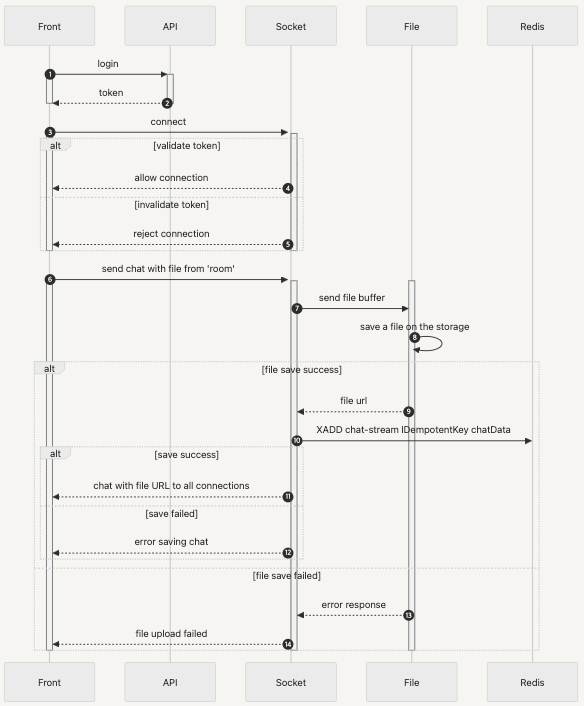 Front API Socket File Redis
login
1
token
2
connect
3
alt [validate token]
allow connection
4
[invalidate token]
reject connection
5
send chat with file from 'room'
6
send file buffer
7
save a file on the storage
8
alt [file save success]
file url
9
XADD chat-stream IDempotentKey chatData
10
alt [save success]
chat with file URL to all connections
11
[save failed]
error saving chat
12
[file save failed]
error response
13
file upload failed
14
Front API Socket File Redis